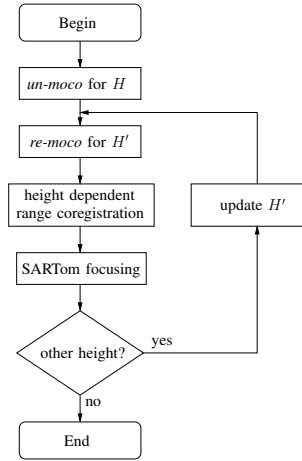 Begin
un-moco for H
re-moco for H′
height dependent
range coregistration
update H′
SARTom focusing
other height?
yes
no
End